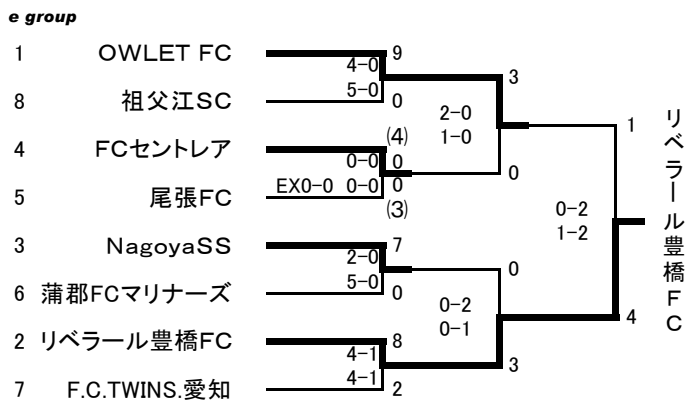 e group
1 OWLET FC
4-0 9
5-0 0
8 祖父江SC
3
2-0
1-0
0
4 FCセントレア
(4)
0-0 0
EX0-0 0-0 0
(3)
5 尾張FC
3 NagoyaSS
2-0 7
5-0 0
6 蒲郡FCマリナーズ
0
0-2
0-1
3
2 リベラール豊橋FC
4-1 8
4-1 2
7 F.C.TWINS.愛知
1
0-2
1-2
4
リベラール豊橋FC